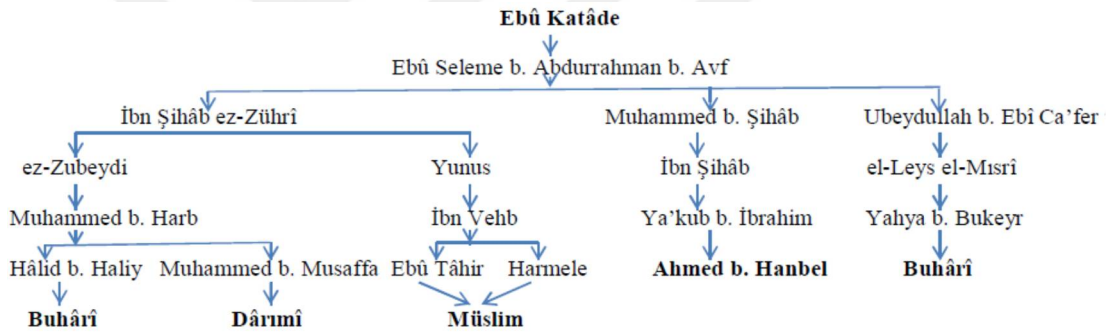 Ebû Katâde
Ebû Seleme b. Abdurrahman b. Avf
İbn Şihâb ez-Zührî Muhammed b. Şihâb Ubeydullah b. Ebî Ca’fer
ez-Zubeydi Yunus İbn Şihâb el-Leys el-Mısrî
Muhammed b. Harb İbn Vehb Ya’kub b. İbrahim Yahya b. Bukeyr
Hâlid b. Haliy Muhammed b. Musaffa Ebû Tâhir Harmele Ahmed b. Hanbel Buhârî
Buhârî Dârımî Müslim